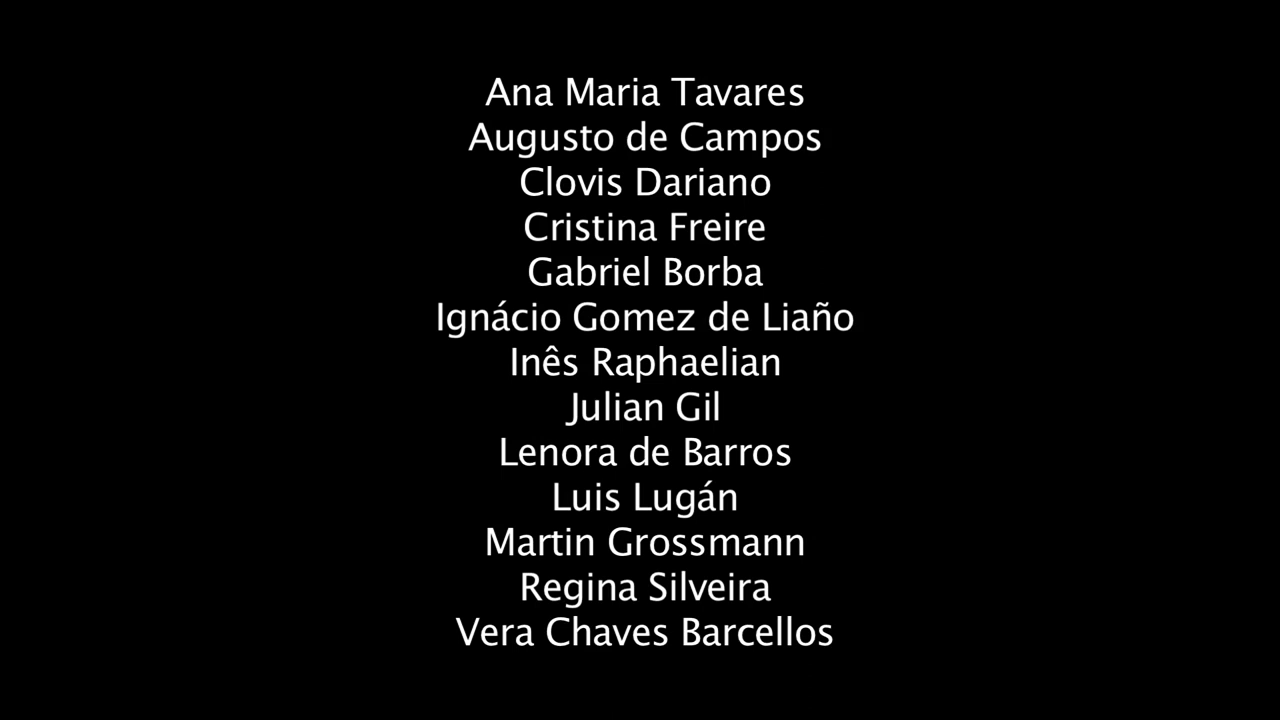 Ana Maria Tavares
Augusto de Campos
Clovis Dariano
Cristina Freire
Gabriel Borba
Ignácio Gomez de Liaño
Inês Raphaelian
Julian Gil
Lenora de Barros
Luis Lugán
Martin Grossmann
Regina Silveira
Vera Chaves Barcellos